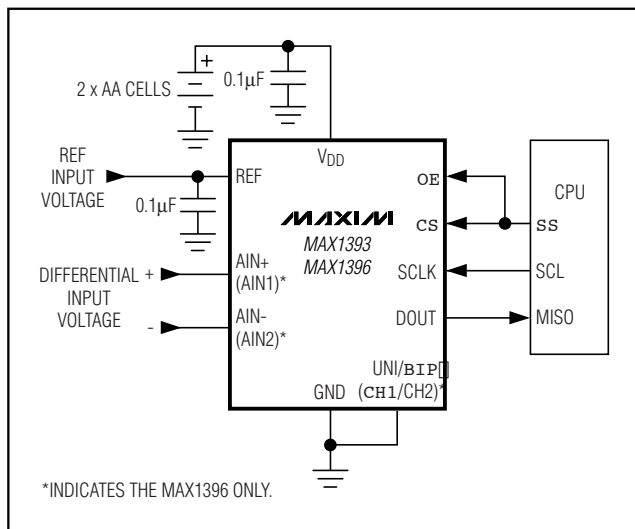 +
2 x AA CELLS
0.1µF
VDD
REF
INPUT
VOLTAGE
REF
0.1µF
OE
CPU
MAXIM
MAX1393
MAX1396
CS
SS
DIFFERENTIAL +
INPUT
VOLTAGE
-
AIN+
(AIN1)*
AIN-
(AIN2)*
SCLK
SCL
DOUT
MISO
UNI/BIP
(CH1/CH2)*
GND
*INDICATES THE MAX1396 ONLY.